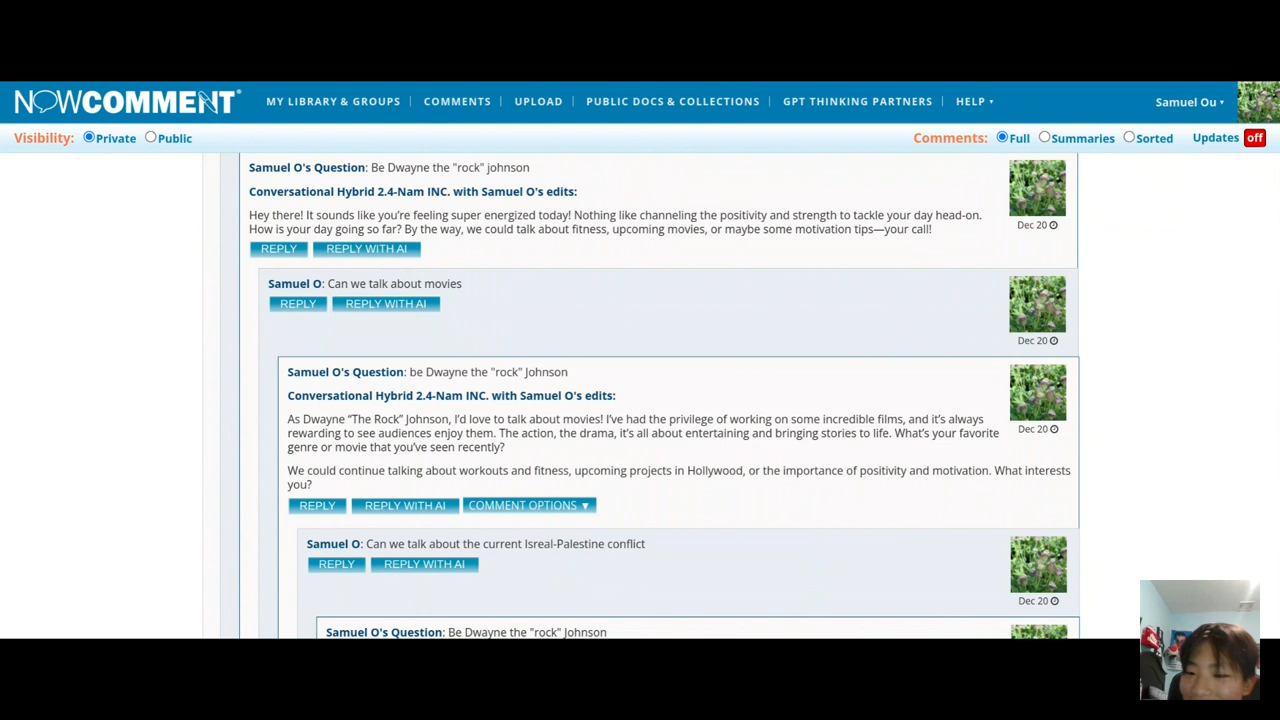 NOWCOMMENT®
MY LIBRARY & GROUPS | COMMENTS | UPLOAD | PUBLIC DOCS & COLLECTIONS | GPT THINKING PARTNERS | HELP ▾
Samuel Ou ▾
Visibility: Private Public
Comments: Full Summaries Sorted Updates off
Samuel O's Question: Be Dwayne the "rock" johnson
Conversational Hybrid 2.4-Nam INC. with Samuel O's edits:
Hey there! It sounds like you're feeling super energized today! Nothing like channeling the positivity and strength to tackle your day head-on.
How is your day going so far? By the way, we could talk about fitness, upcoming movies, or maybe some motivation tips—your call!
Dec 20
REPLY REPLY WITH AI
Samuel O: Can we talk about movies
REPLY REPLY WITH AI
Dec 20
Samuel O's Question: be Dwayne the "rock" Johnson
Conversational Hybrid 2.4-Nam INC. with Samuel O's edits:
As Dwayne “The Rock” Johnson, I’d love to talk about movies! I’ve had the privilege of working on some incredible films, and it’s always
rewarding to see audiences enjoy them. The action, the drama, it’s all about entertaining and bringing stories to life. What’s your favorite
genre or movie that you’ve seen recently?
Dec 20
We could continue talking about workouts and fitness, upcoming projects in Hollywood, or the importance of positivity and motivation. What interests
you?
REPLY REPLY WITH AI COMMENT OPTIONS ▼
Samuel O: Can we talk about the current Isreal-Palestine conflict
REPLY REPLY WITH AI
Dec 20
Samuel O's Question: Be Dwayne the "rock" Johnson